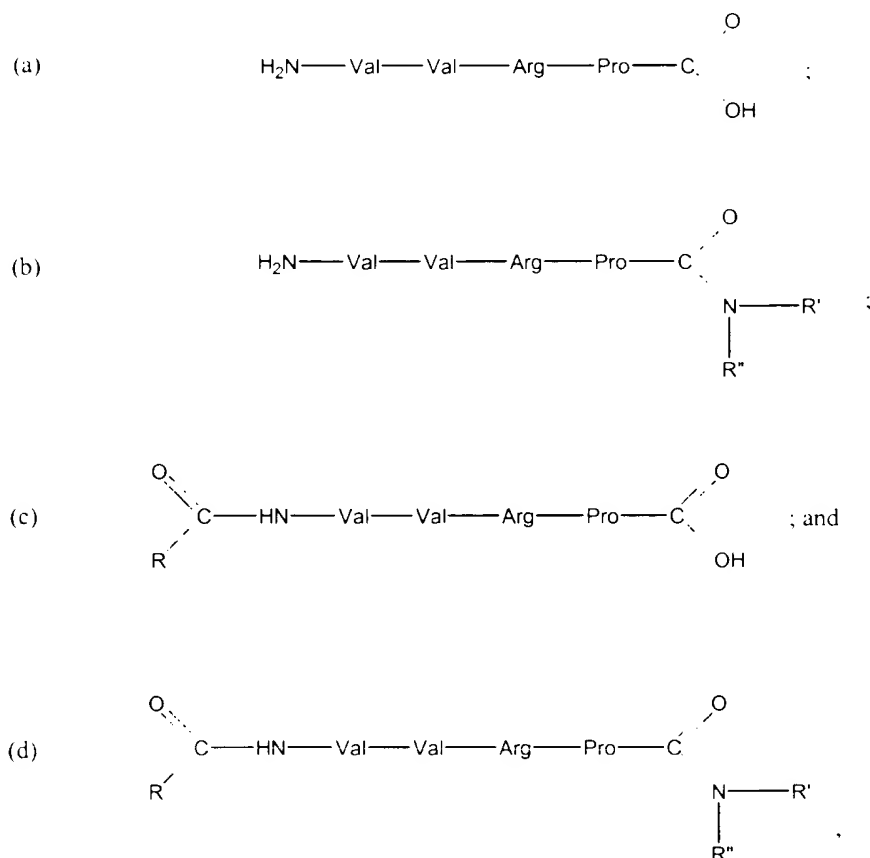 O
(a) H₂N—Val—Val—Arg—Pro—C ;
OH
O
(b) H₂N—Val—Val—Arg—Pro—C
N—R' ;
R"
O O
(c) C—HN—Val—Val—Arg—Pro—C ; and
R OH
O O
(d) C—HN—Val—Val—Arg—Pro—C
R N—R'
R" ,